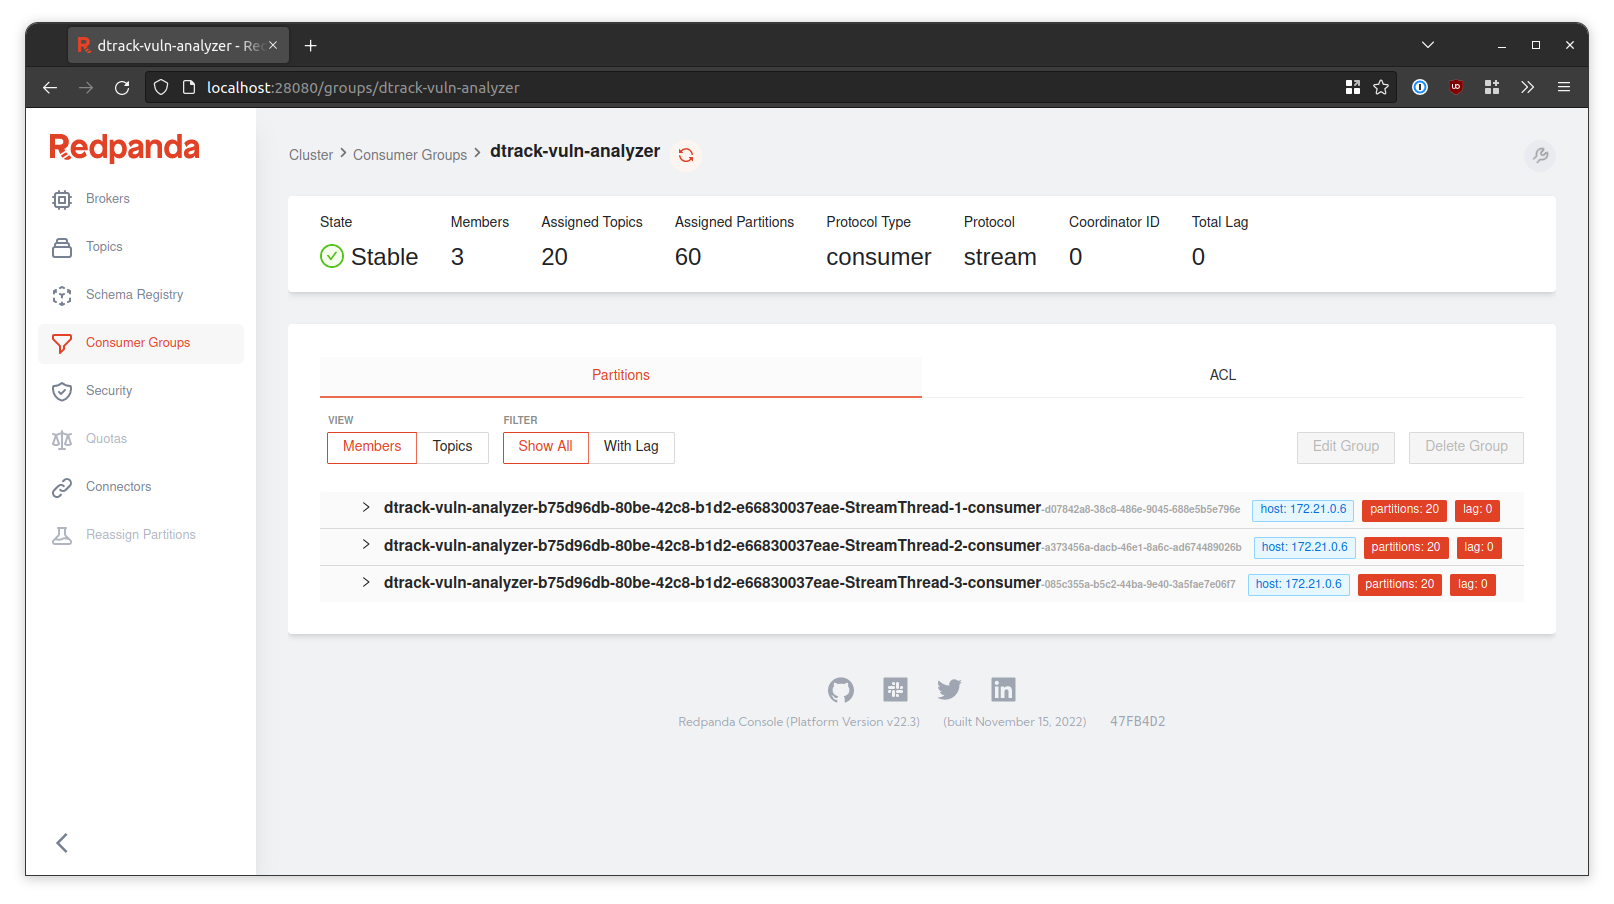 dtrack-vuln-analyzer - Rec
localhost:28080/groups/dtrack-vuln-analyzer
Redpanda
Brokers
Topics
Schema Registry
Consumer Groups
Security
Quotas
Connectors
Reassign Partitions
Cluster > Consumer Groups > dtrack-vuln-analyzer
State Members Assigned Topics Assigned Partitions Protocol Type Protocol Coordinator ID Total Lag
Stable 3 20 60 consumer stream 0 0
Partitions ACL
VIEW FILTER
Members Topics Show All With Lag Edit Group Delete Group
dtrack-vuln-analyzer-b75d96db-80be-42c8-b1d2-e66830037eae-StreamThread-1-consumer-d07842a8-38c8-486e-9045-688e5b5e796e host: 172.21.0.6 partitions: 20 lag: 0
dtrack-vuln-analyzer-b75d96db-80be-42c8-b1d2-e66830037eae-StreamThread-2-consumer-a373456a-dacb-46e1-8a6c-ad674489026b host: 172.21.0.6 partitions: 20 lag: 0
dtrack-vuln-analyzer-b75d96db-80be-42c8-b1d2-e66830037eae-StreamThread-3-consumer-085c355a-b5c2-44ba-9e40-3a5fae7e06f7 host: 172.21.0.6 partitions: 20 lag: 0
Redpanda Console (Platform Version v22.3) (built November 15, 2022) 47FB4D2